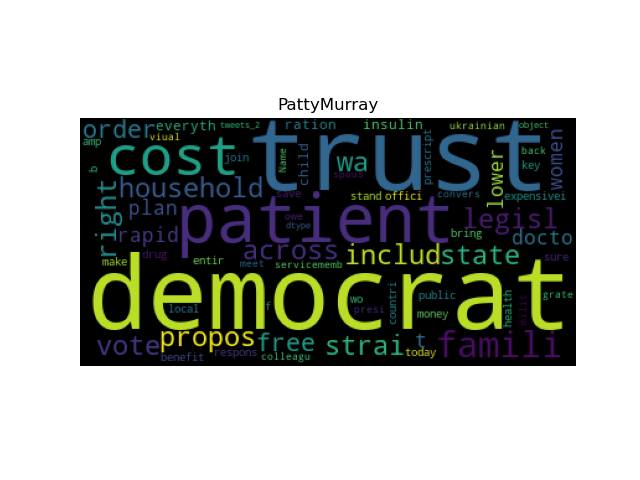 PattyMurray
order
everyth
tweets_2
ration
insulin
ukrainian
object
amp
viual
trust
cost
join
Name
child
wa
prescript
lower
back
women
b
key
household
spous
right
plan
patient
save
stand
offici
convers
expensivei
legisl
rapid
owe
dtype
bring
docto
drug
across
includ
state
sure
make
entir
meet
servicememb
democrat
local
f
wo
presi
countri
public
money
health
milit
grate
vote
propos
free
strai
t
famili
benefit
respons
colleagu
today